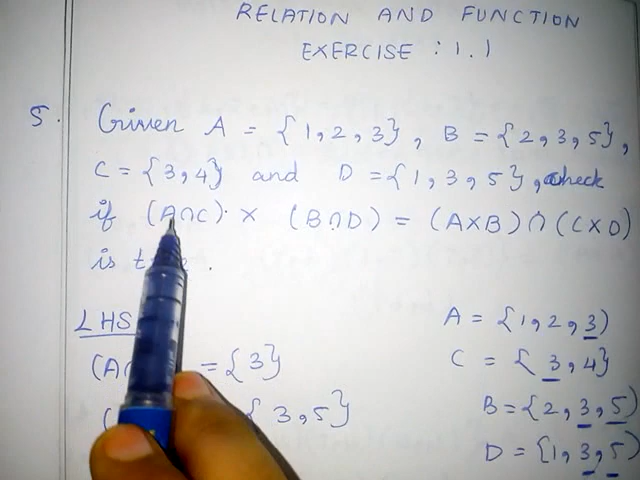 RELATION AND FUNCTION
EXERCISE : 1.1
5. Given A = {1,2,3}, B = {2,3,5},
C = {3,4} and D = {1,3,5}, check
if (A∩C) × (B∩D) = (A×B)∩(C×D)
is .
LHS
A = {1,2,3}
= {3}
C = {3,4}
{3,5}
B = {2,3,5}
D = {1,3,5}